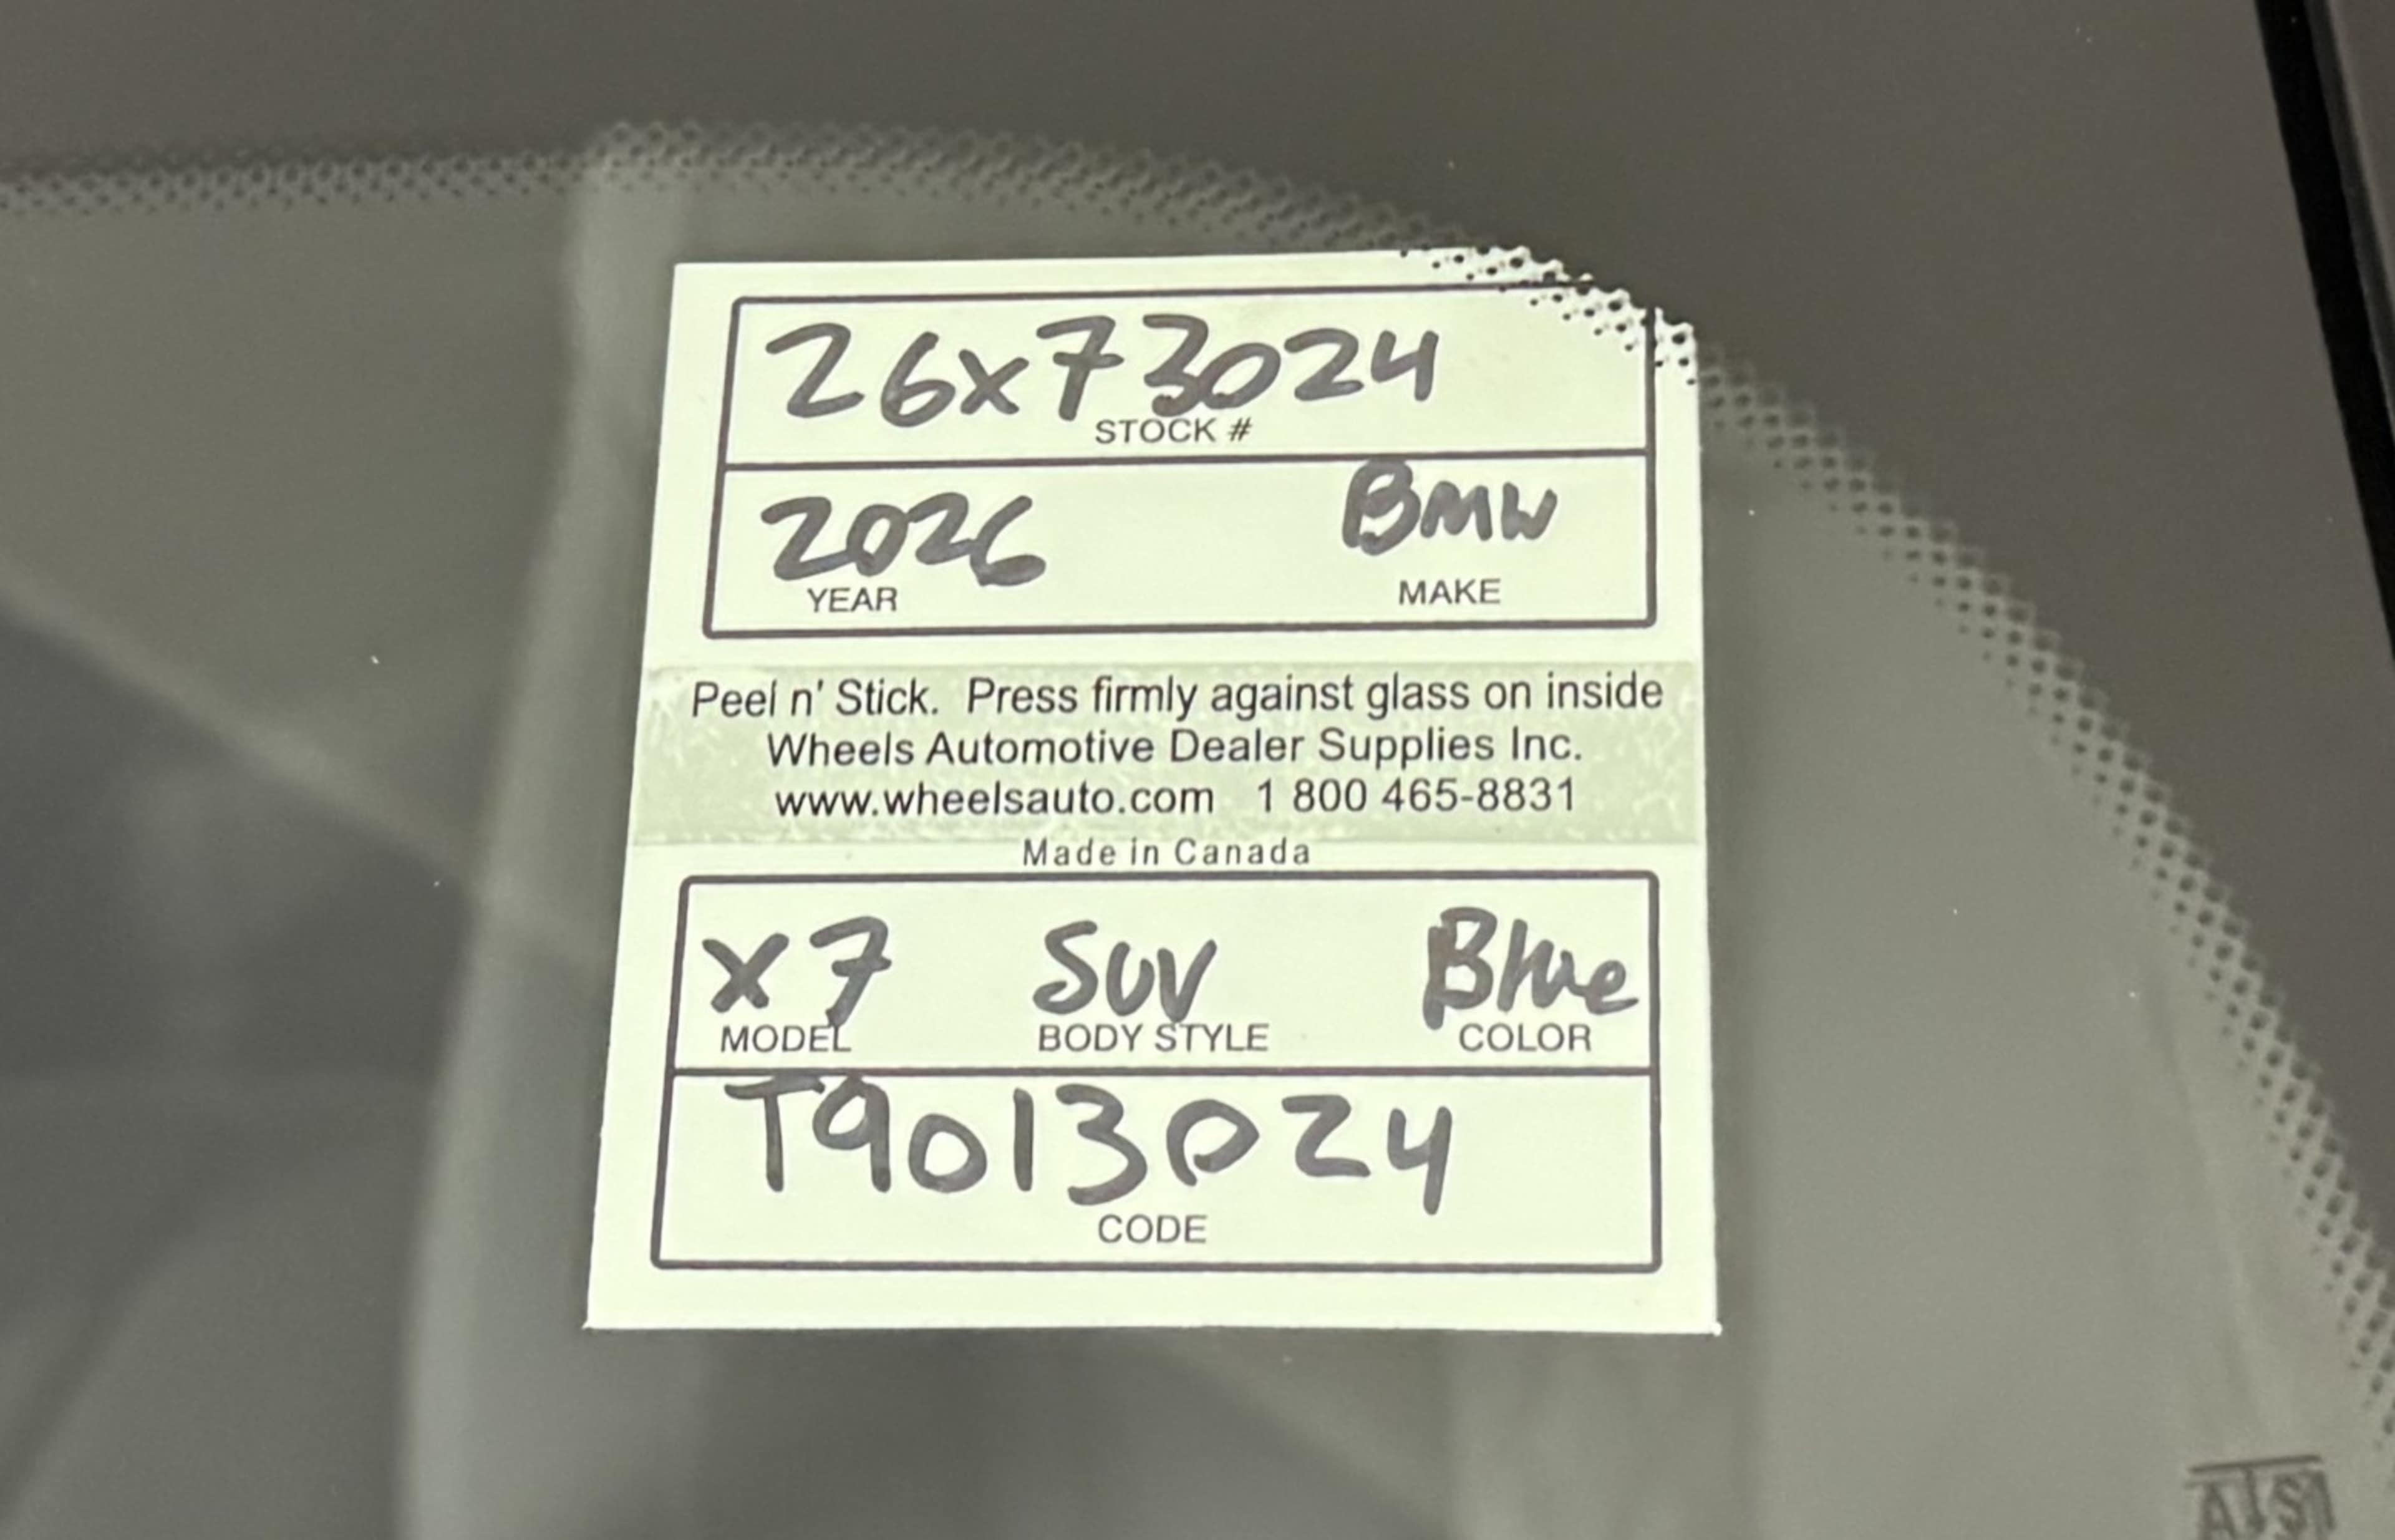 26x73024
STOCK #
2026 BMW
YEAR MAKE
Peel n' Stick. Press firmly against glass on inside
Wheels Automotive Dealer Supplies Inc.
www.wheelsauto.com 1 800 465-8831
Made in Canada
X7 SUV Blue
MODEL BODY STYLE COLOR
T9013024
CODE